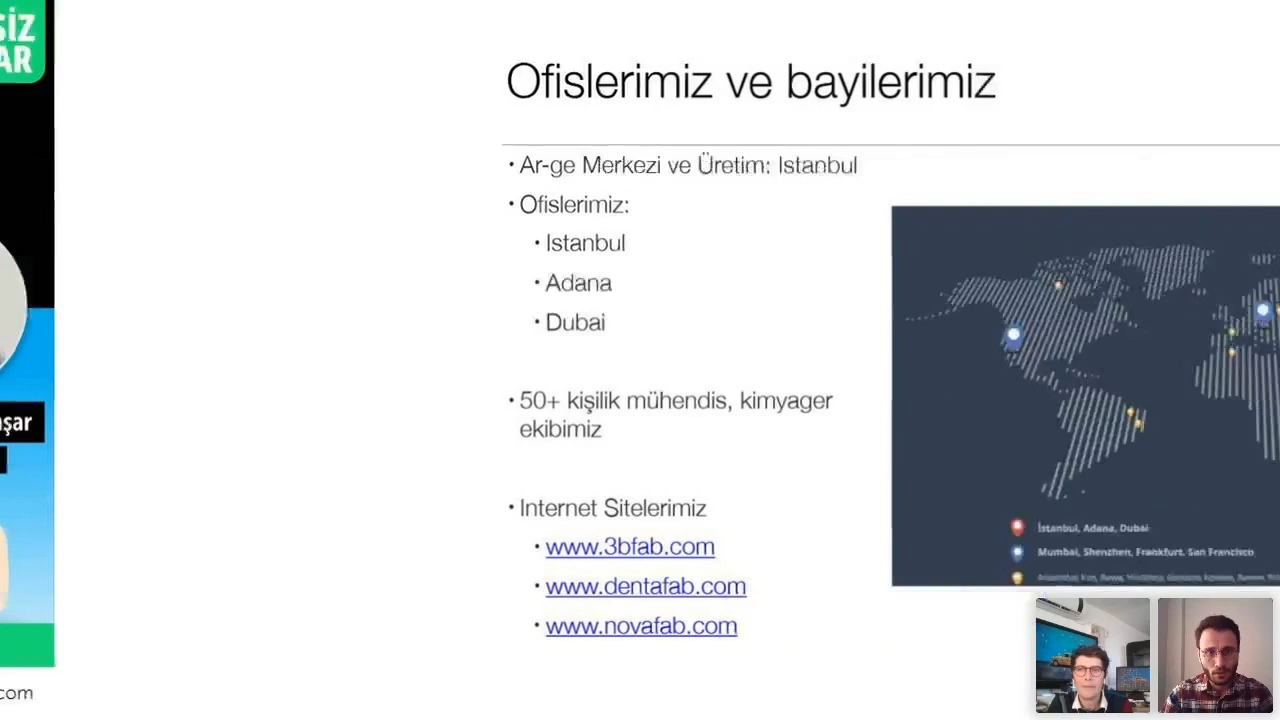 SİZ
AR
Ofislerimiz ve bayilerimiz
• Ar-ge Merkezi ve Üretim: Istanbul
• Ofislerimiz:
• Istanbul
• Adana
• Dubai
• 50+ kişilik mühendis, kimyager
ekibimiz
• Internet Sitelerimiz
• www.3bfab.com
• www.dentafab.com
• www.novafab.com
İstanbul, Adana, Dubai
Mumbai, Shenzhen, Frankfurt, San Francisco
şar
com